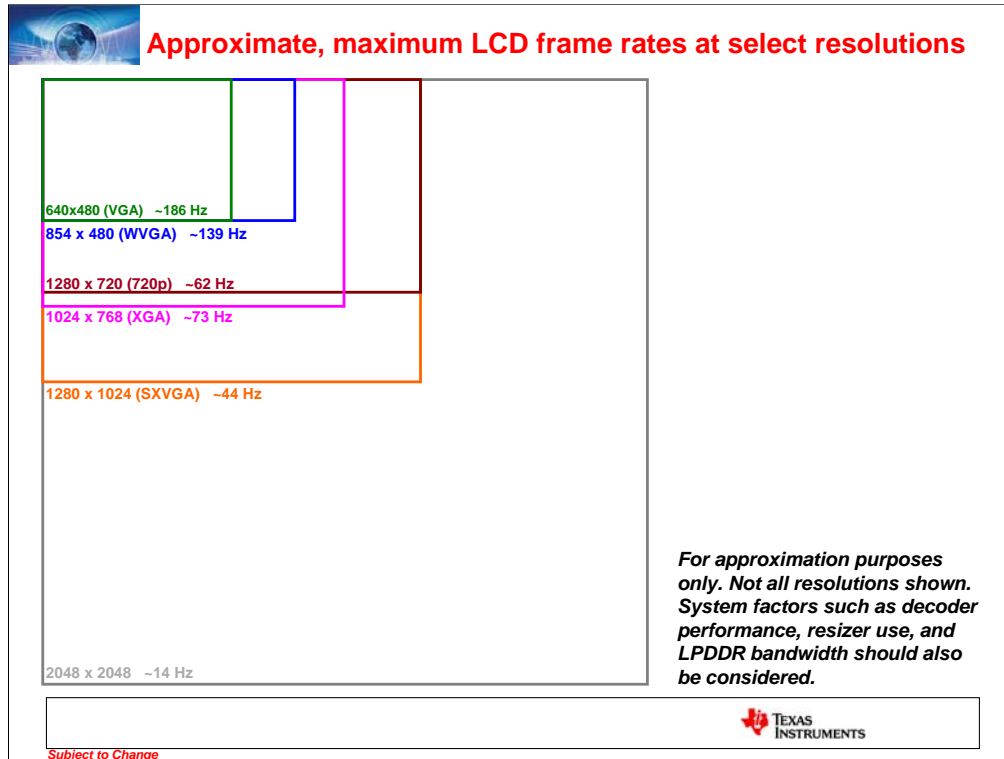 Approximate, maximum LCD frame rates at select resolutions
640x480 (VGA) ~186 Hz
854 x 480 (WVGA) ~139 Hz
1280 x 720 (720p) ~62 Hz
1024 x 768 (XGA) ~73 Hz
1280 x 1024 (SXVGA) ~44 Hz
2048 x 2048 ~14 Hz
For approximation purposes
only. Not all resolutions shown.
System factors such as decoder
performance, resizer use, and
LPDDR bandwidth should also
be considered.
TEXAS
INSTRUMENTS
Subject to Change